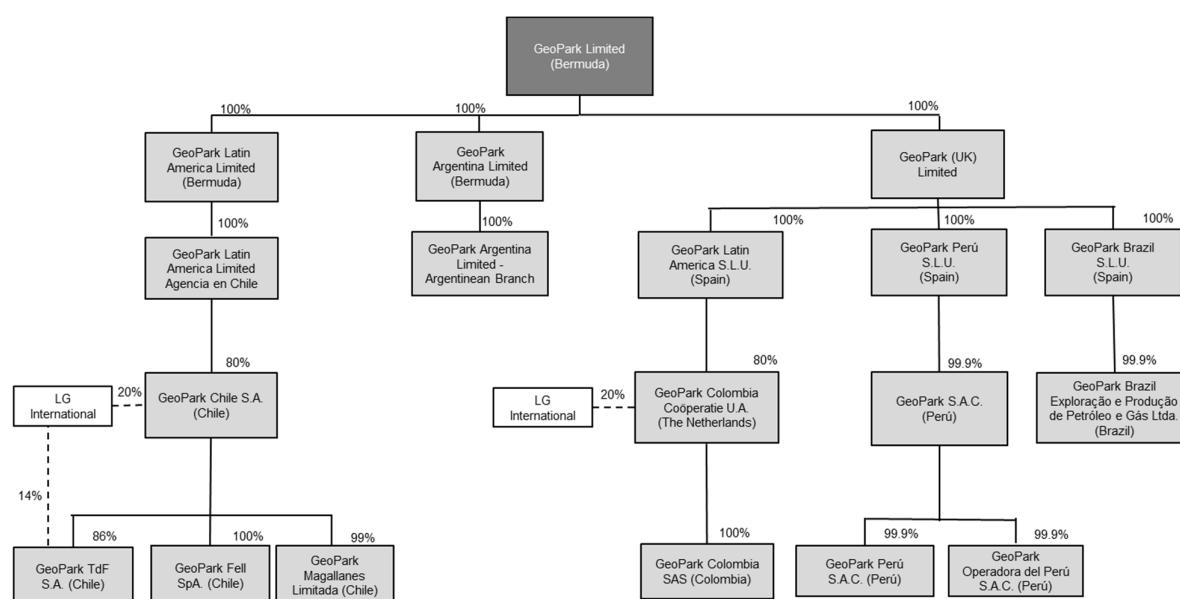 GeoPark Limited
(Bermuda)
100%
100%
100%
GeoPark Latin
America Limited
(Bermuda)
GeoPark
Argentina Limited
(Bermuda)
GeoPark (UK)
Limited
100%
100%
100%
100%
100%
GeoPark Latin
America Limited
Agencia en Chile
GeoPark Argentina
Limited -
Argentinean Branch
GeoPark Latin
America S.L.U.
(Spain)
GeoPark Perú
S.L.U.
(Spain)
GeoPark Brazil
S.L.U.
(Spain)
80%
80%
99.9%
99.9%
LG
International
20%
GeoPark Chile S.A.
(Chile)
LG
International
20%
GeoPark Colombia
Coöperatie U.A.
(The Netherlands)
GeoPark S.A.C.
(Perú)
GeoPark Brazil
Exploração e Produção
de Petróleo e Gás Ltda.
(Brazil)
14%
86%
100%
99%
100%
99.9%
99.9%
GeoPark TdF
S.A. (Chile)
GeoPark Fell
SpA. (Chile)
GeoPark
Magallanes
Limitada (Chile)
GeoPark Colombia
SAS (Colombia)
GeoPark Perú
S.A.C. (Perú)
GeoPark
Operadora del Perú
S.A.C. (Perú)